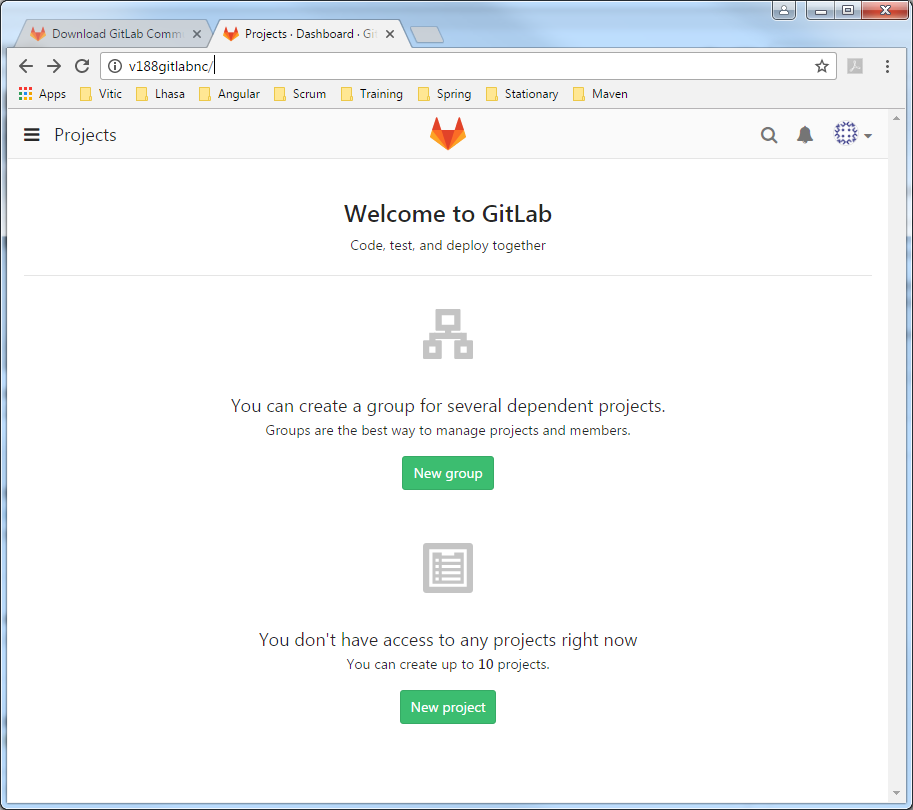 Download GitLab Comm
Projects · Dashboard · Git
v188gitlabnc/
Apps Vitic Lhasa Angular Scrum Training Spring Stationary Maven
Projects
Welcome to GitLab
Code, test, and deploy together
You can create a group for several dependent projects.
Groups are the best way to manage projects and members.
New group
You don't have access to any projects right now
You can create up to 10 projects.
New project